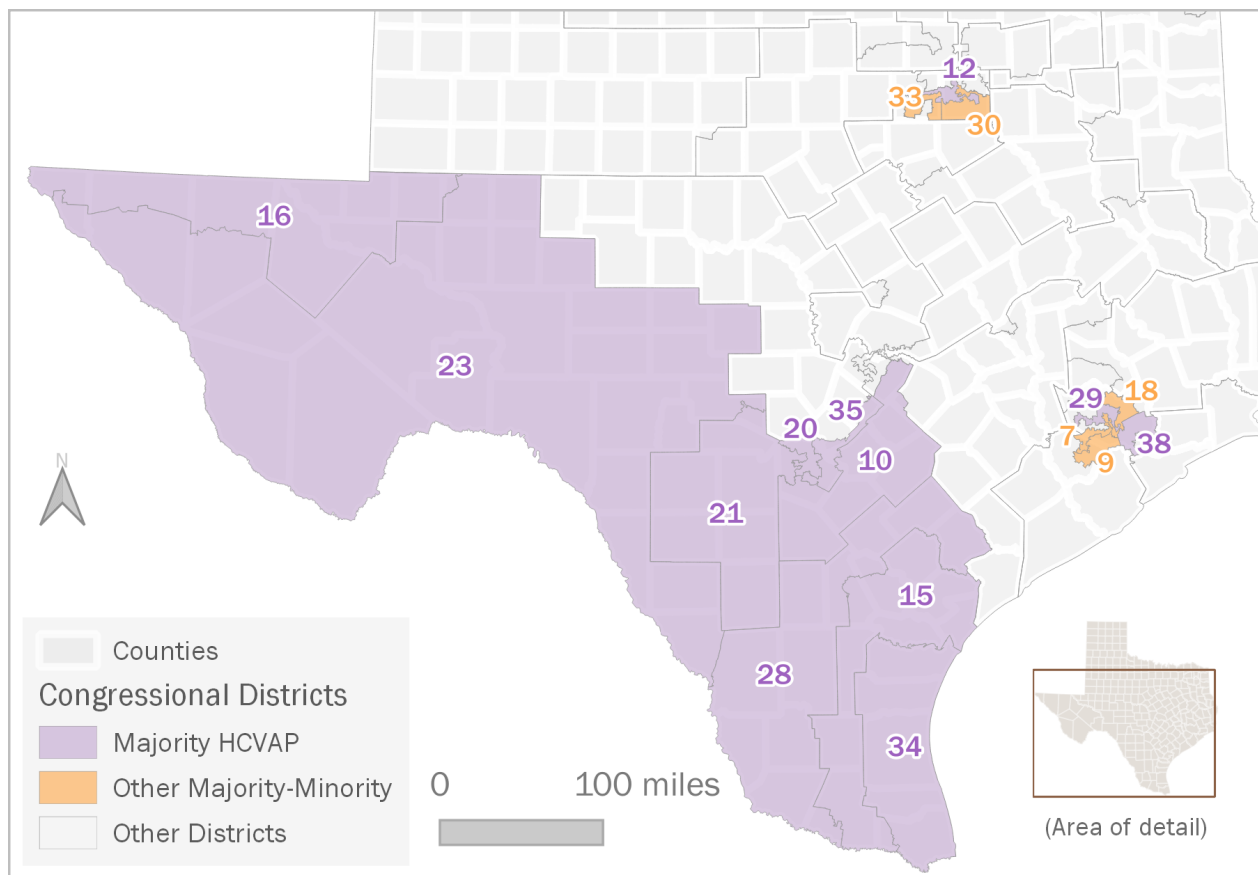 12
33
30
16
23
35
20
10
21
29
18
7
9
38
15
28
34
N
Counties
Congressional Districts
Majority HCVAP
Other Majority-Minority
Other Districts
0 100 miles
(Area of detail)